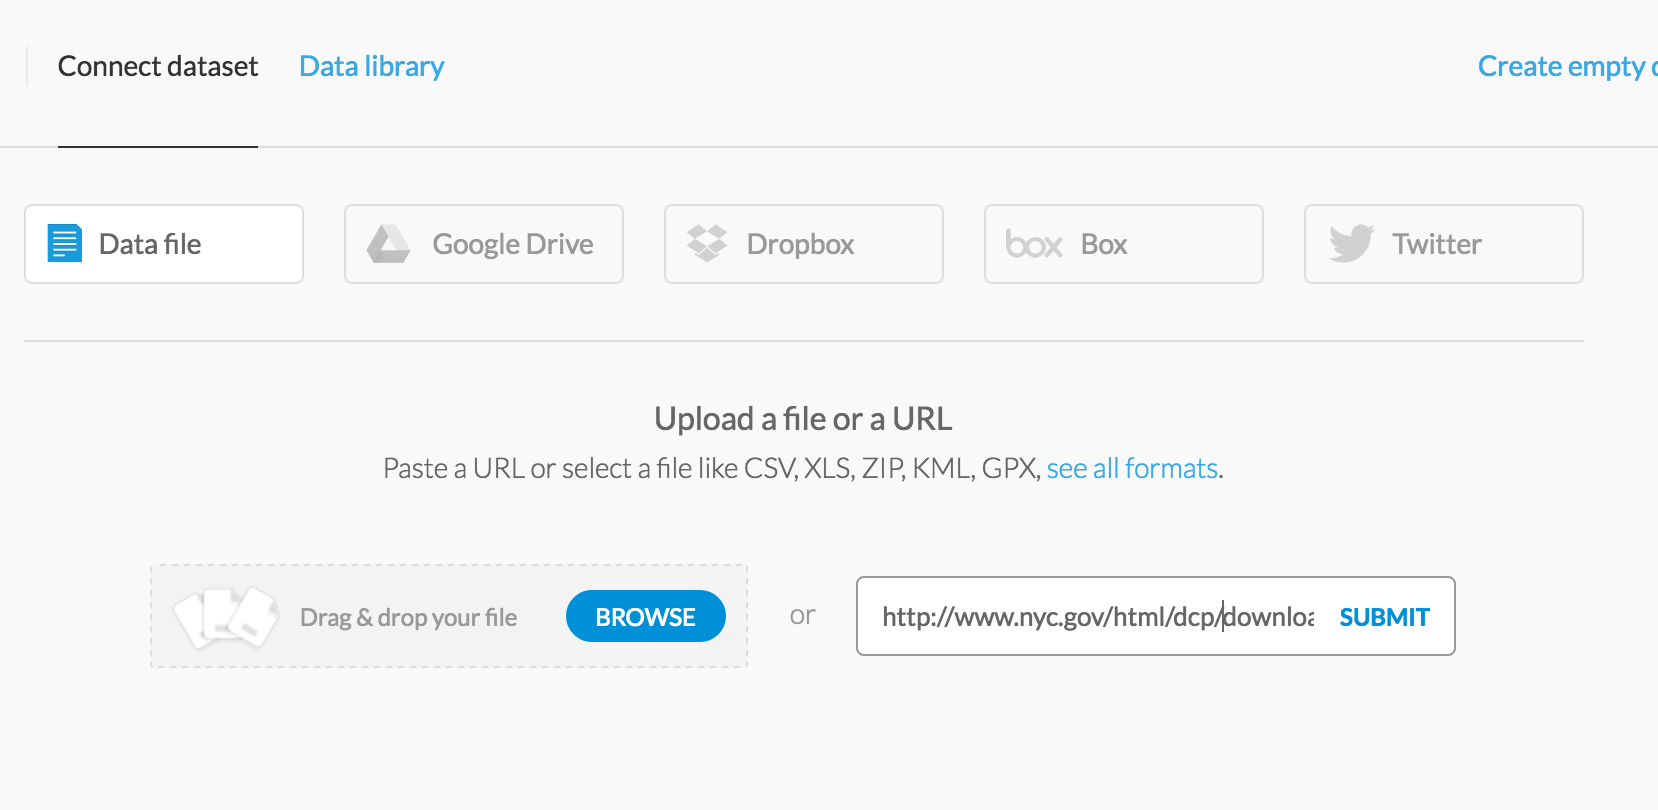 Connect dataset Data library Create empty
Data file Google Drive Dropbox box Box Twitter
Upload a file or a URL
Paste a URL or select a file like CSV, XLS, ZIP, KML, GPX, see all formats.
Drag & drop your file BROWSE or http://www.nyc.gov/html/dcp/downloa SUBMIT